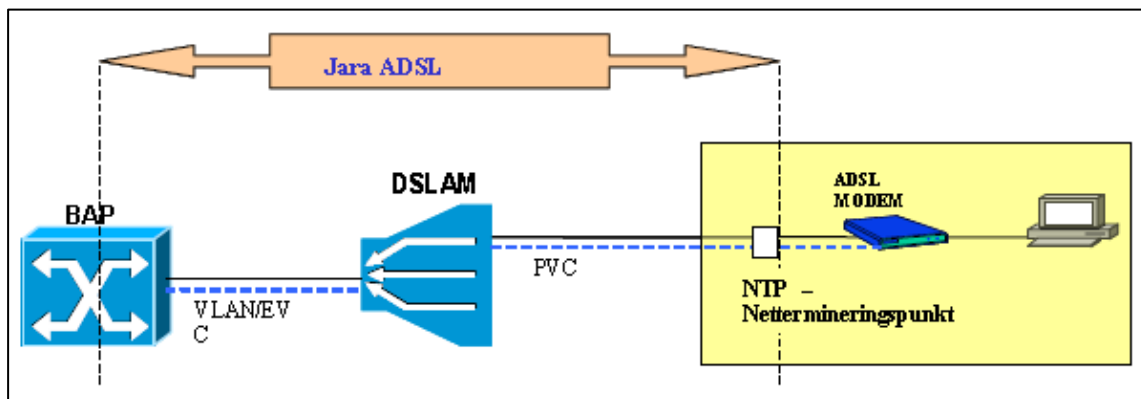 Jara ADSL
BAP
DSLAM
ADSL
MODEM
VLAN/EV
C
PVC
NTP –
Nettermineringspunkt